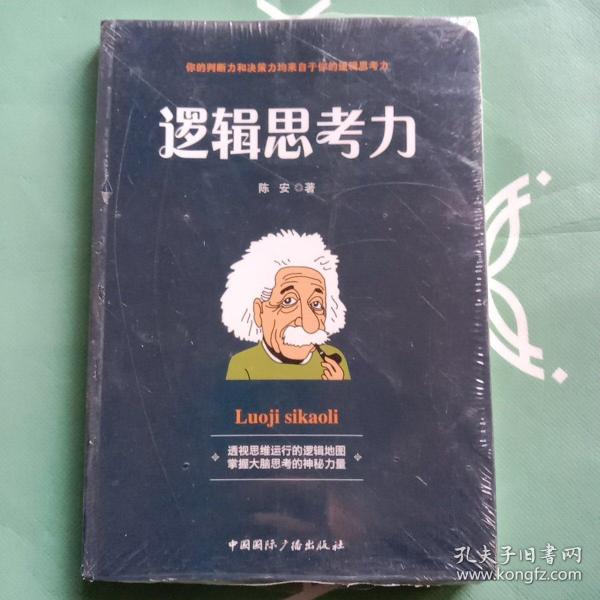 你的判断力和决策力均来自于你的逻辑思考力
逻辑思考力
陈 安 ◎著
Luoji sikaoli
透视思维运行的逻辑地图
掌握大脑思考的神秘力量
中国国际广播出版社
孔夫子旧书网
www.kongfz.com